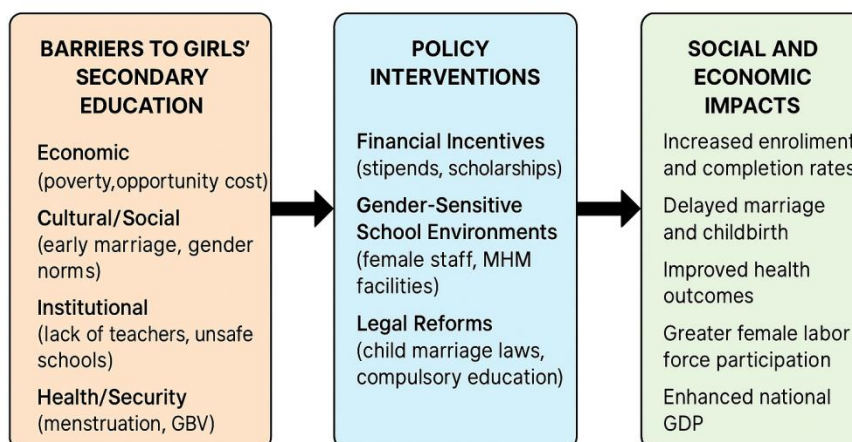 BARRIERS TO GIRLS'
SECONDARY
EDUCATION
Economic
(poverty,opportunity cost)
Cultural/Social
(early marriage, gender
norms)
Institutional
(lack of teachers, unsafe
schools)
Health/Security
(menstruation, GBV)
POLICY
INTERVENTIONS
Financial Incentives
(stipends, scholarships)
Gender-Sensitive
School Environments
(female staff, MHM
facilities)
Legal Reforms
(child marriage laws,
compulsory education)
SOCIAL AND
ECONOMIC
IMPACTS
Increased enroliment
and completion rates
Delayed marriage
and childbirth
Improved health
outcomes
Greater female labor
force participation
Enhanced national
GDP